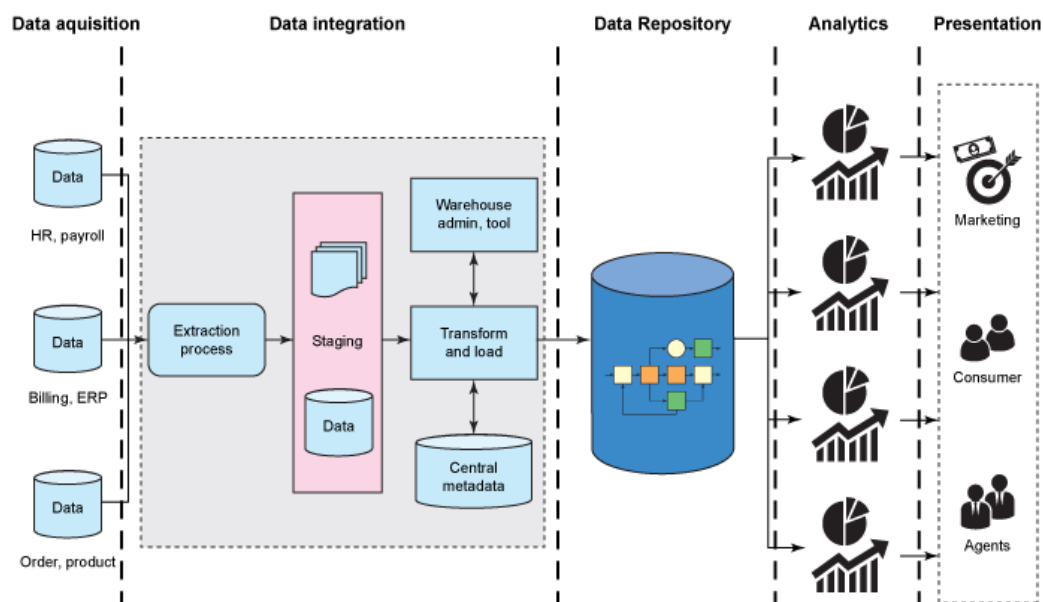 Data aquisition
Data integration
Data Repository
Analytics
Presentation
Data
HR, payroll
Data
Billing, ERP
Data
Order, product
Extraction
process
Staging
Data
Warehouse
admin, tool
Transform
and load
Central
metadata
Marketing
Consumer
Agents